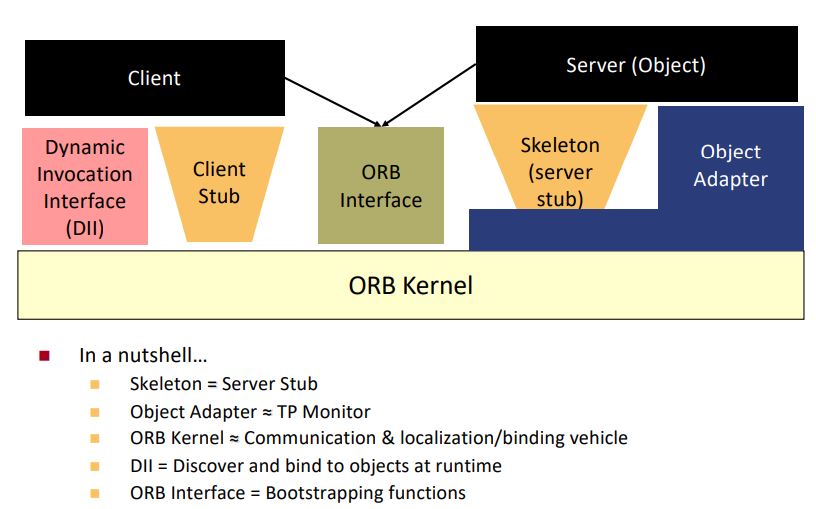 Client
Server (Object)
Dynamic
Invocation
Interface
(DII)
Client
Stub
ORB
Interface
Skeleton
(server
stub)
Object
Adapter
ORB Kernel
In a nutshell…
Skeleton = Server Stub
Object Adapter ≈ TP Monitor
ORB Kernel ≈ Communication & localization/binding vehicle
DII = Discover and bind to objects at runtime
ORB Interface = Bootstrapping functions